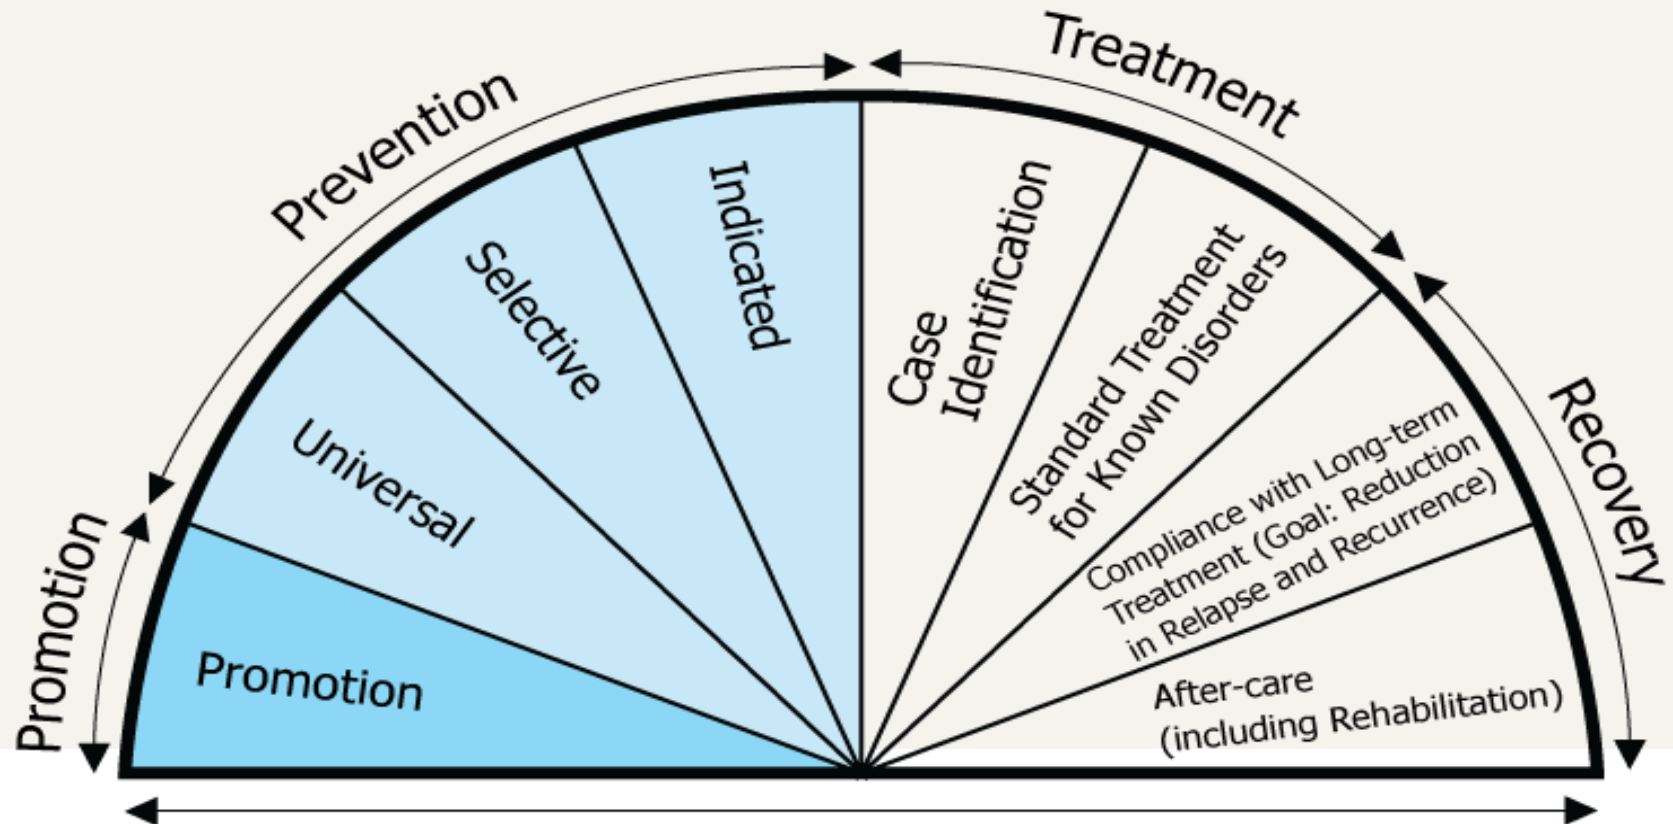 Promotion
Prevention
Treatment
Recovery
Promotion
Universal
Selective
Indicated
Case
Identification
Standard Treatment
for Known Disorders
Compliance with Long-term
Treatment (Goal: Reduction
in Relapse and Recurrence)
After-care
(including Rehabilitation)